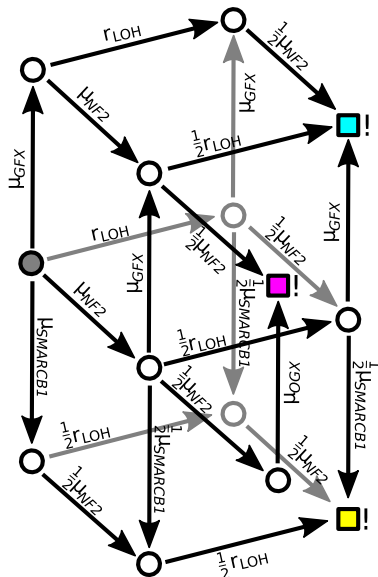 r_LOH
½μ_NF2
μ_NF2
μ_GFX
μ_GFX
½r_LOH
!
r_LOH
½μ_NF2
μ_GFX
½μ_NF2
μ_GFX
μ_NF2
½μ_SMARCB1
!
μ_SMARCB1
½r_LOH
½μ_NF2
μ_OGX
½μ_SMARCB1
½r_LOH
½μ_SMARCB1
½μ_NF2
½μ_NF2
!
½r_LOH